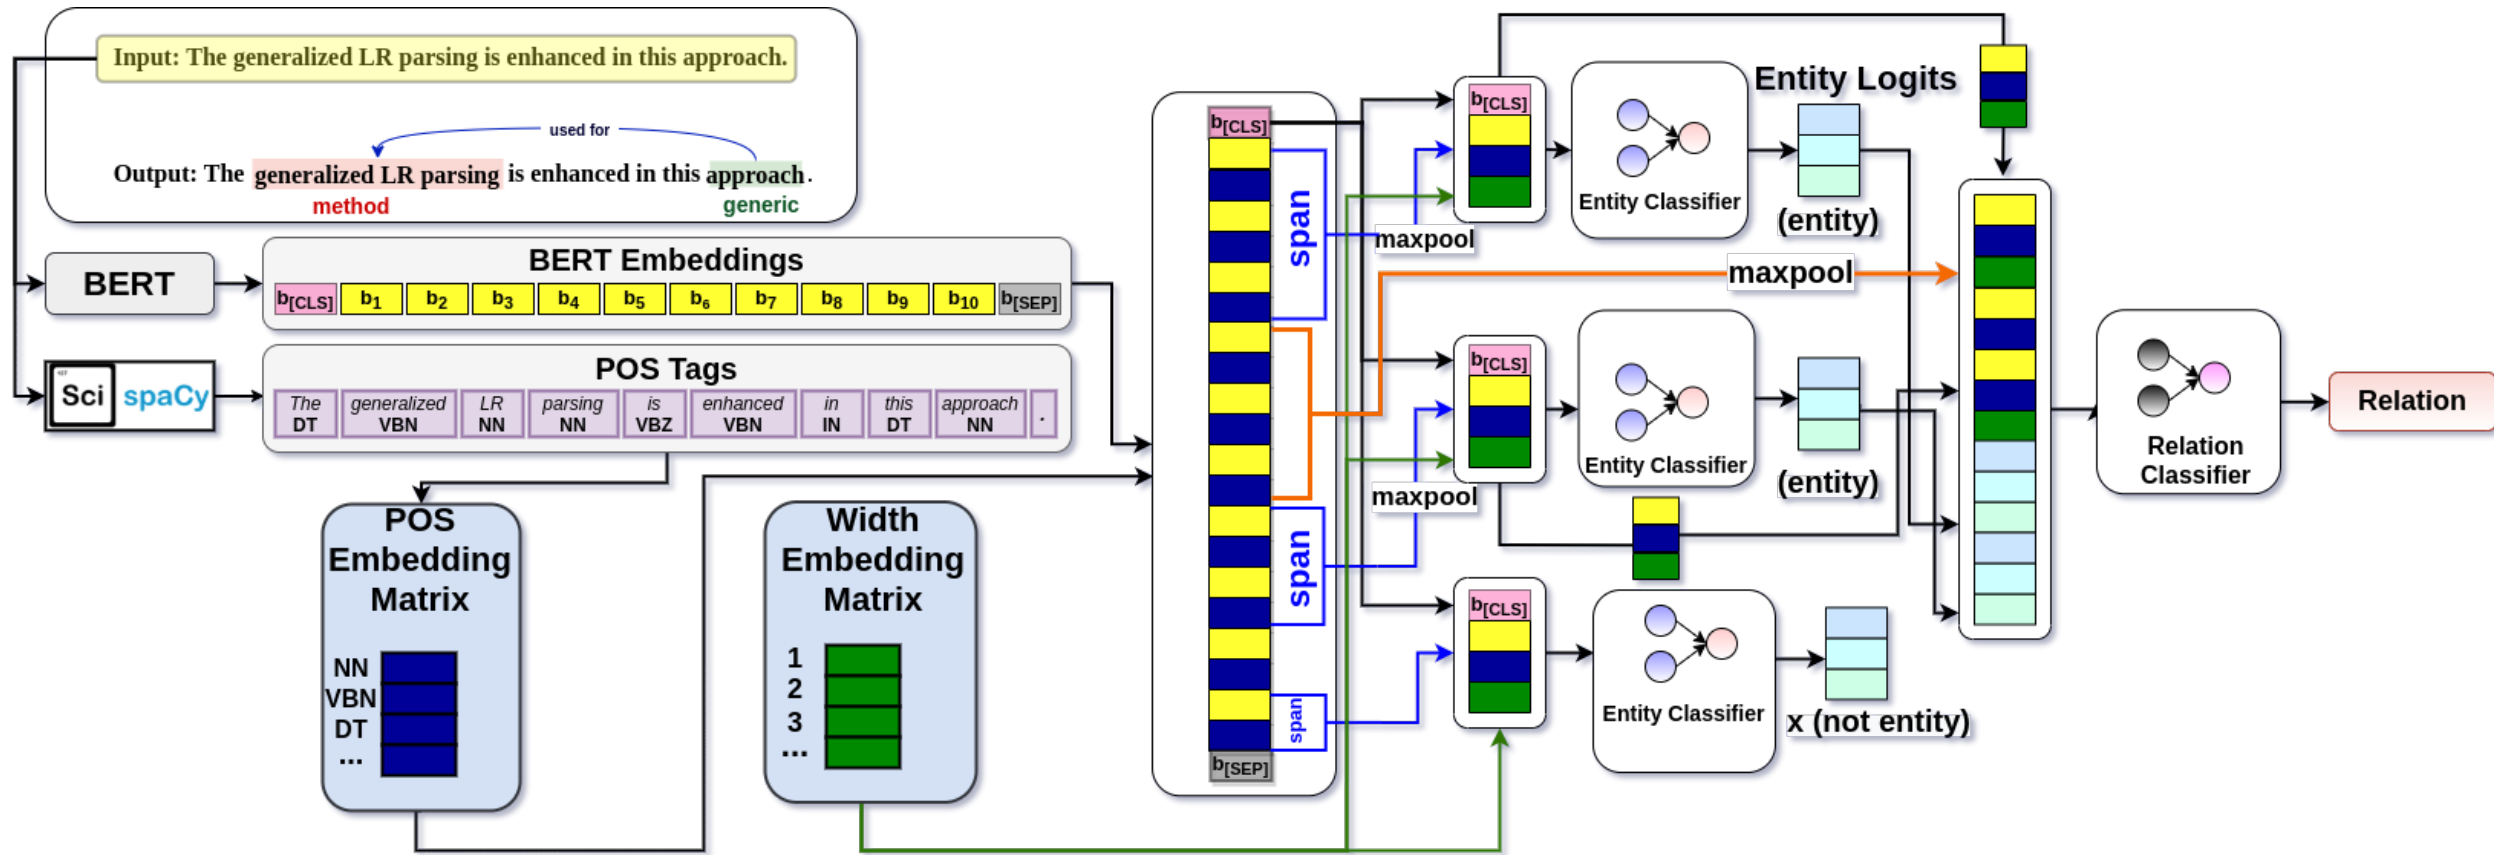 Input: The generalized LR parsing is enhanced in this approach.
used for
Output: The generalized LR parsing is enhanced in this approach.
method
generic
BERT
BERT Embeddings
b[CLS] b1 b2 b3 b4 b5 b6 b7 b8 b9 b10 b[SEP]
Sci spaCy
POS Tags
The generalized LR parsing is enhanced in this approach .
DT VBN NN NN VBZ VBN IN DT NN
POS
Embedding
Matrix
NN
VBN
DT
...
Width
Embedding
Matrix
1
2
3
...
b[CLS]
span
span
span
b[SEP]
maxpool
maxpool
maxpool
b[CLS]
Entity Classifier
Entity Logits
(entity)
b[CLS]
Entity Classifier
(entity)
b[CLS]
Entity Classifier
x (not entity)
Relation
Classifier
Relation